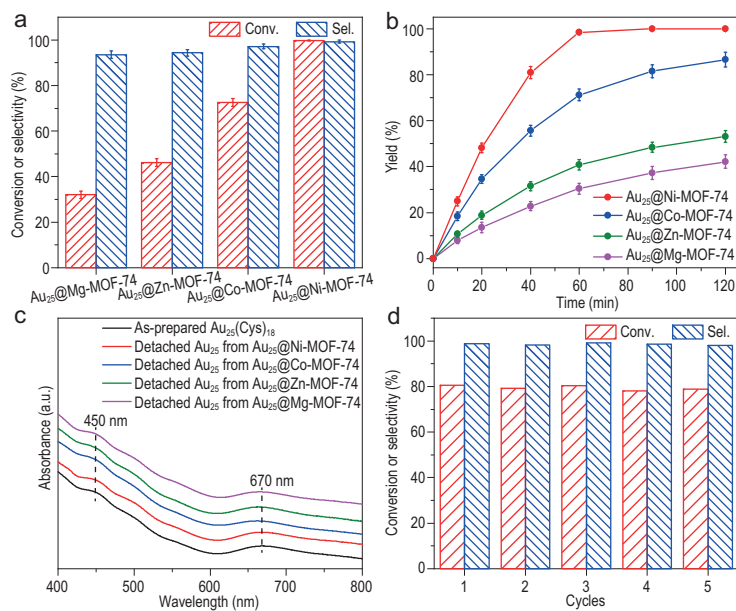 a
Conv.
Sel.
Conversion or selectivity (%)
100
80
60
40
20
0
Au₂₅@Mg-MOF-74
Au₂₅@Zn-MOF-74
Au₂₅@Co-MOF-74
Au₂₅@Ni-MOF-74
b
Yield (%)
100
80
60
40
20
0
Au₂₅@Ni-MOF-74
Au₂₅@Co-MOF-74
Au₂₅@Zn-MOF-74
Au₂₅@Mg-MOF-74
0 20 40 60 80 100 120
Time (min)
c
As-prepared Au₂₅(Cys)₁₈
Detached Au₂₅ from Au₂₅@Ni-MOF-74
Detached Au₂₅ from Au₂₅@Co-MOF-74
Detached Au₂₅ from Au₂₅@Zn-MOF-74
Detached Au₂₅ from Au₂₅@Mg-MOF-74
450 nm
670 nm
Absorbance (a.u.)
400 500 600 700 800
Wavelength (nm)
d
Conv.
Sel.
Conversion or selectivity (%)
100
80
60
40
20
0
1 2 3 4 5
Cycles